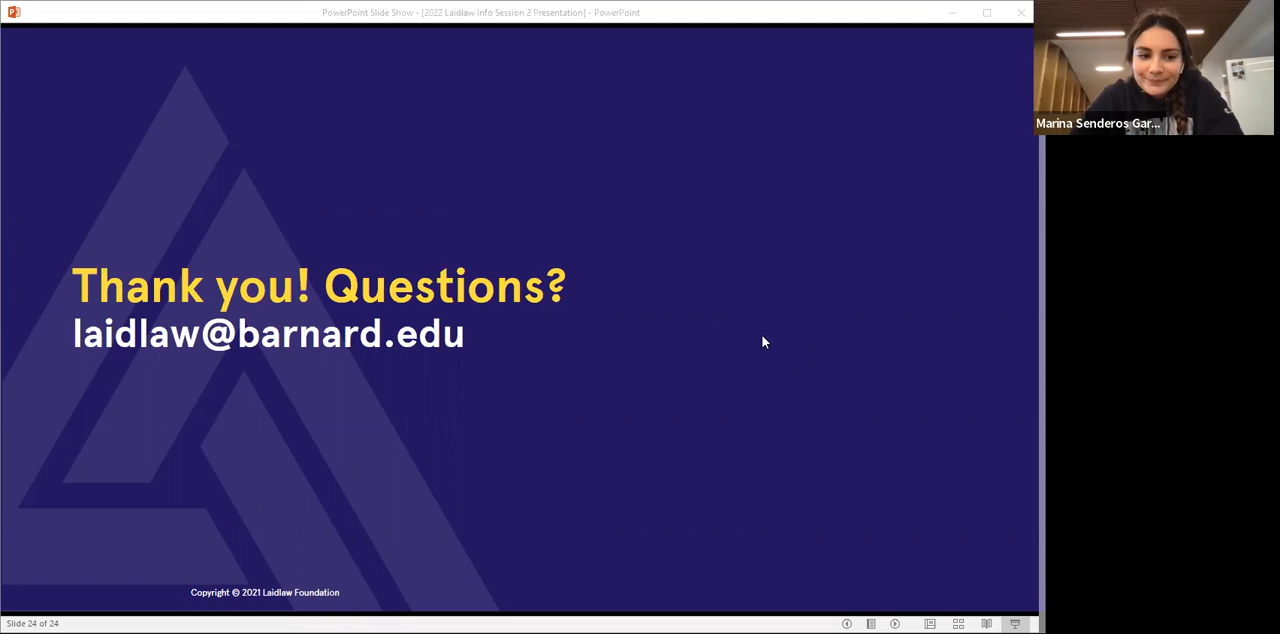 PowerPoint Slide Show - [2022 Laidlaw Info Session 2 Presentation] - PowerPoint
Marina Senderos Gar...
Thank you! Questions?
laidlaw@barnard.edu
Copyright © 2021 Laidlaw Foundation
Slide 24 of 24